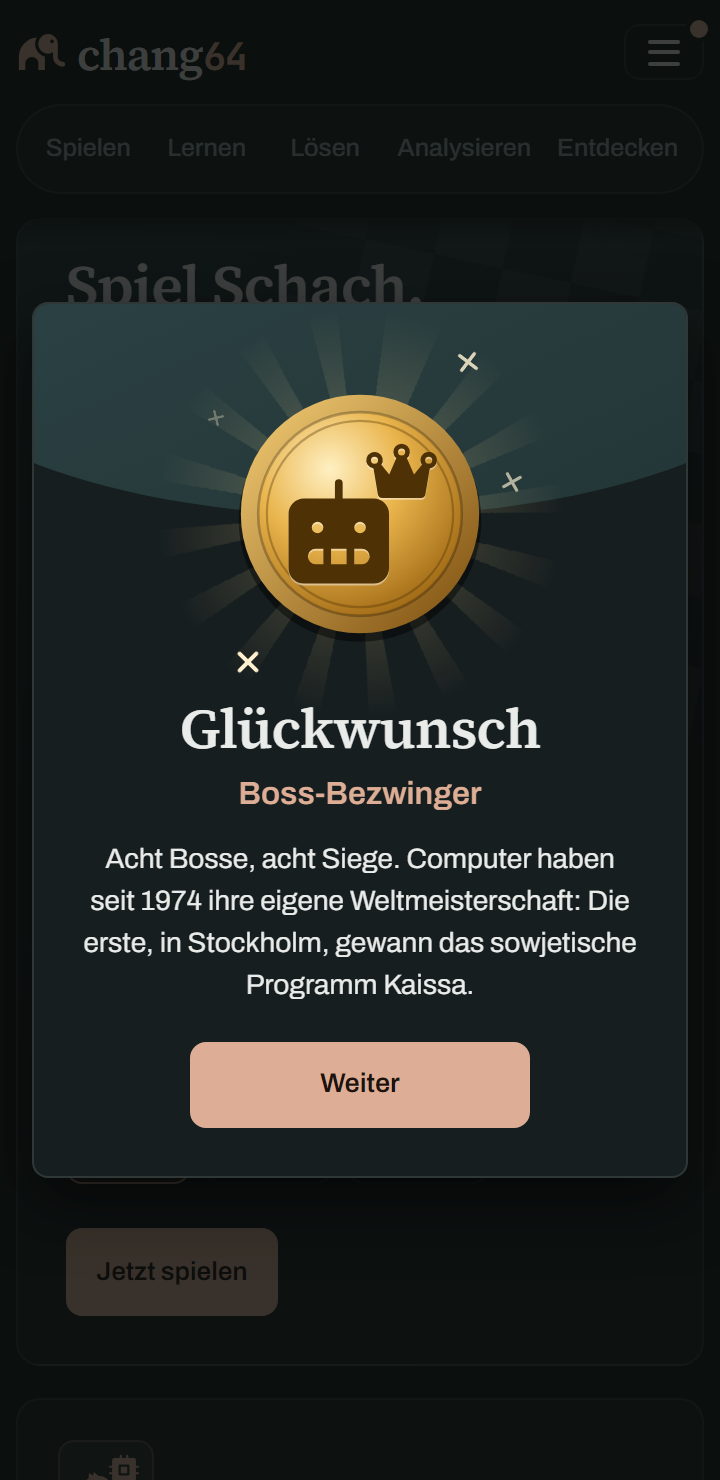 chang64
Spielen Lernen Lösen Analysieren Entdecken
Spiel Schach.
Glückwunsch
Boss-Bezwinger
Acht Bosse, acht Siege. Computer haben
seit 1974 ihre eigene Weltmeisterschaft: Die
erste, in Stockholm, gewann das sowjetische
Programm Kaissa.
Weiter
Jetzt spielen